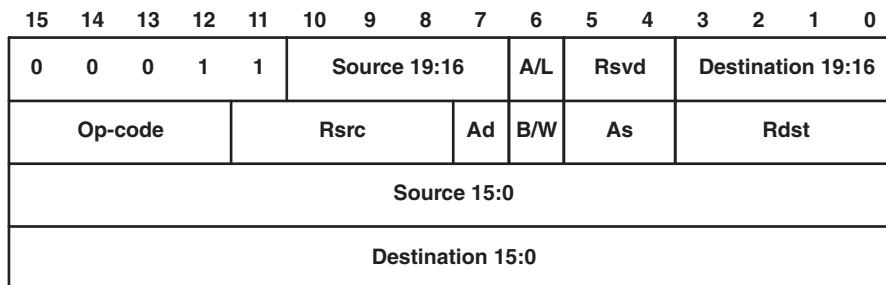 15 14 13 12 11 10 9 8 7 6 5 4 3 2 1 0
0 0 0 1 1 Source 19:16 A/L Rsvd Destination 19:16
Op-code Rsrc Ad B/W As Rdst
Source 15:0
Destination 15:0